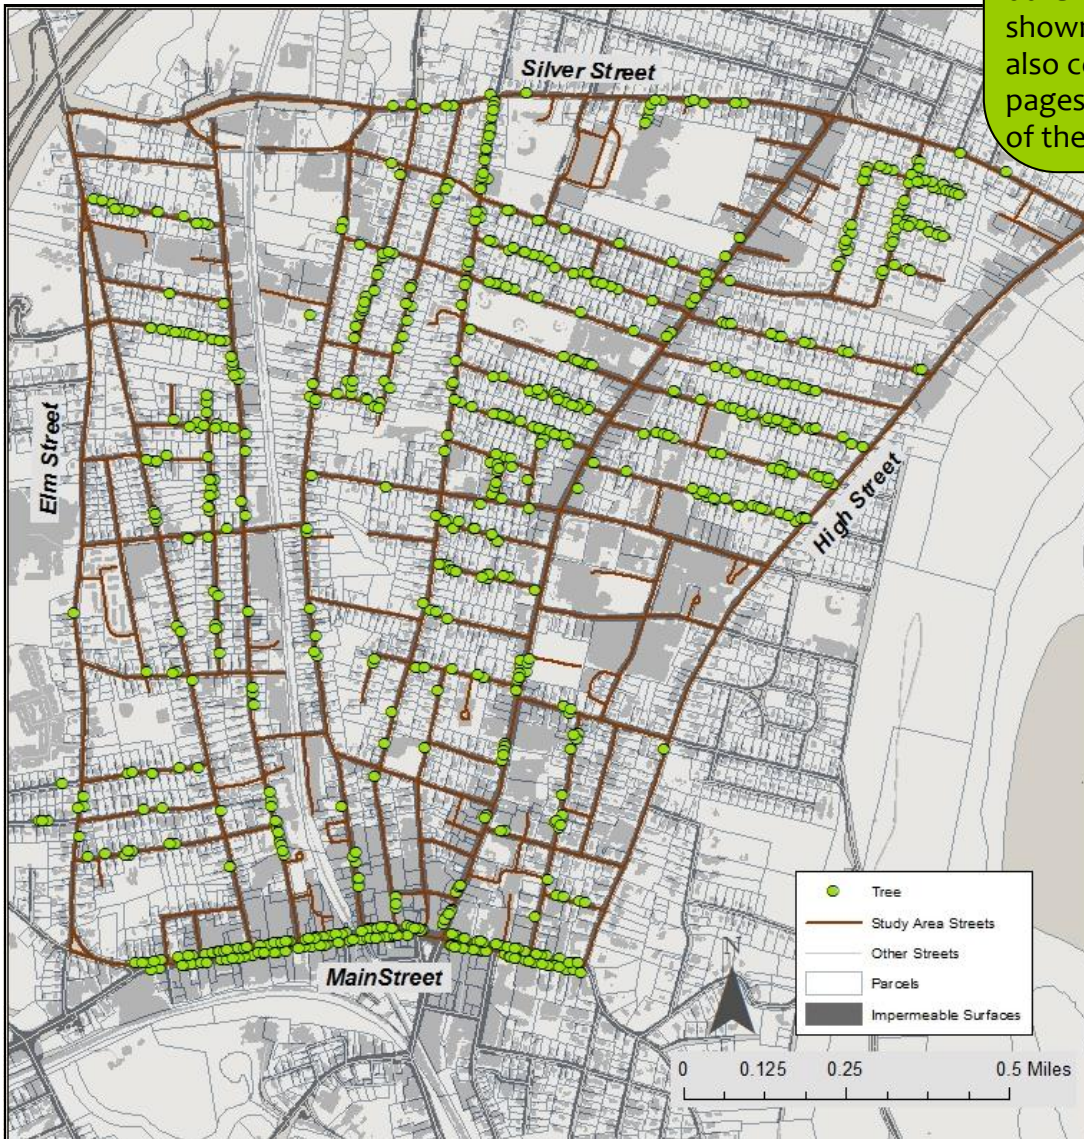 shown
also co
pages
of the
Silver Street
Elm Street
High Street
MainStreet
N
Tree
Study Area Streets
Other Streets
Parcels
Impermeable Surfaces
0 0.125 0.25 0.5 Miles